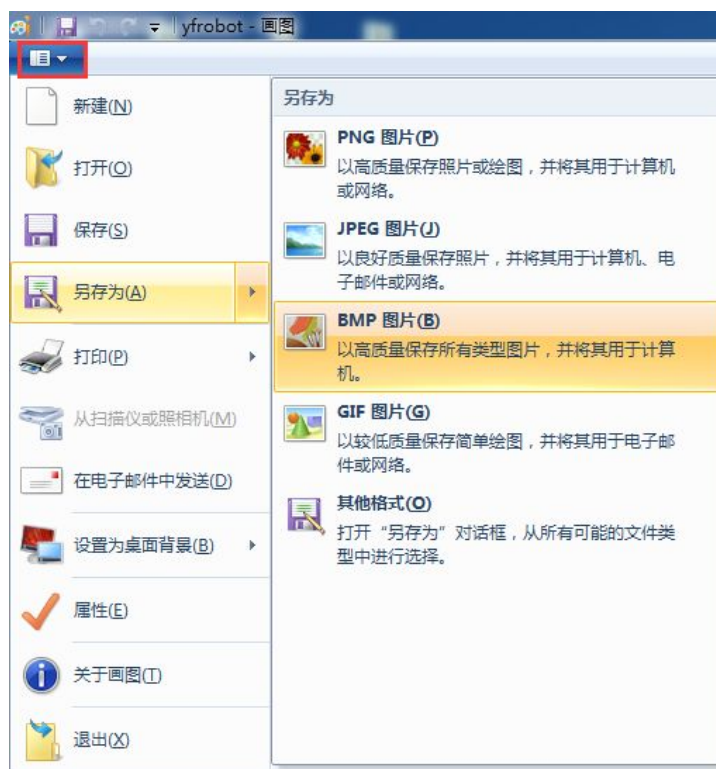 yfrobot - 画图
新建(N)
打开(O)
保存(S)
另存为(A)
打印(P)
从扫描仪或照相机(M)
在电子邮件中发送(D)
设置为桌面背景(B)
属性(E)
关于画图(T)
退出(X)
另存为
PNG 图片(P)
以高质量保存照片或绘图，并将其用于计算机
或网络。
JPEG 图片(J)
以良好质量保存照片，并将其用于计算机、电
子邮件或网络。
BMP 图片(B)
以高质量保存所有类型图片，并将其用于计算
机。
GIF 图片(G)
以较低质量保存简单绘图，并将其用于电子邮
件或网络。
其他格式(O)
打开“另存为”对话框，从所有可能的文件类
型中进行选择。